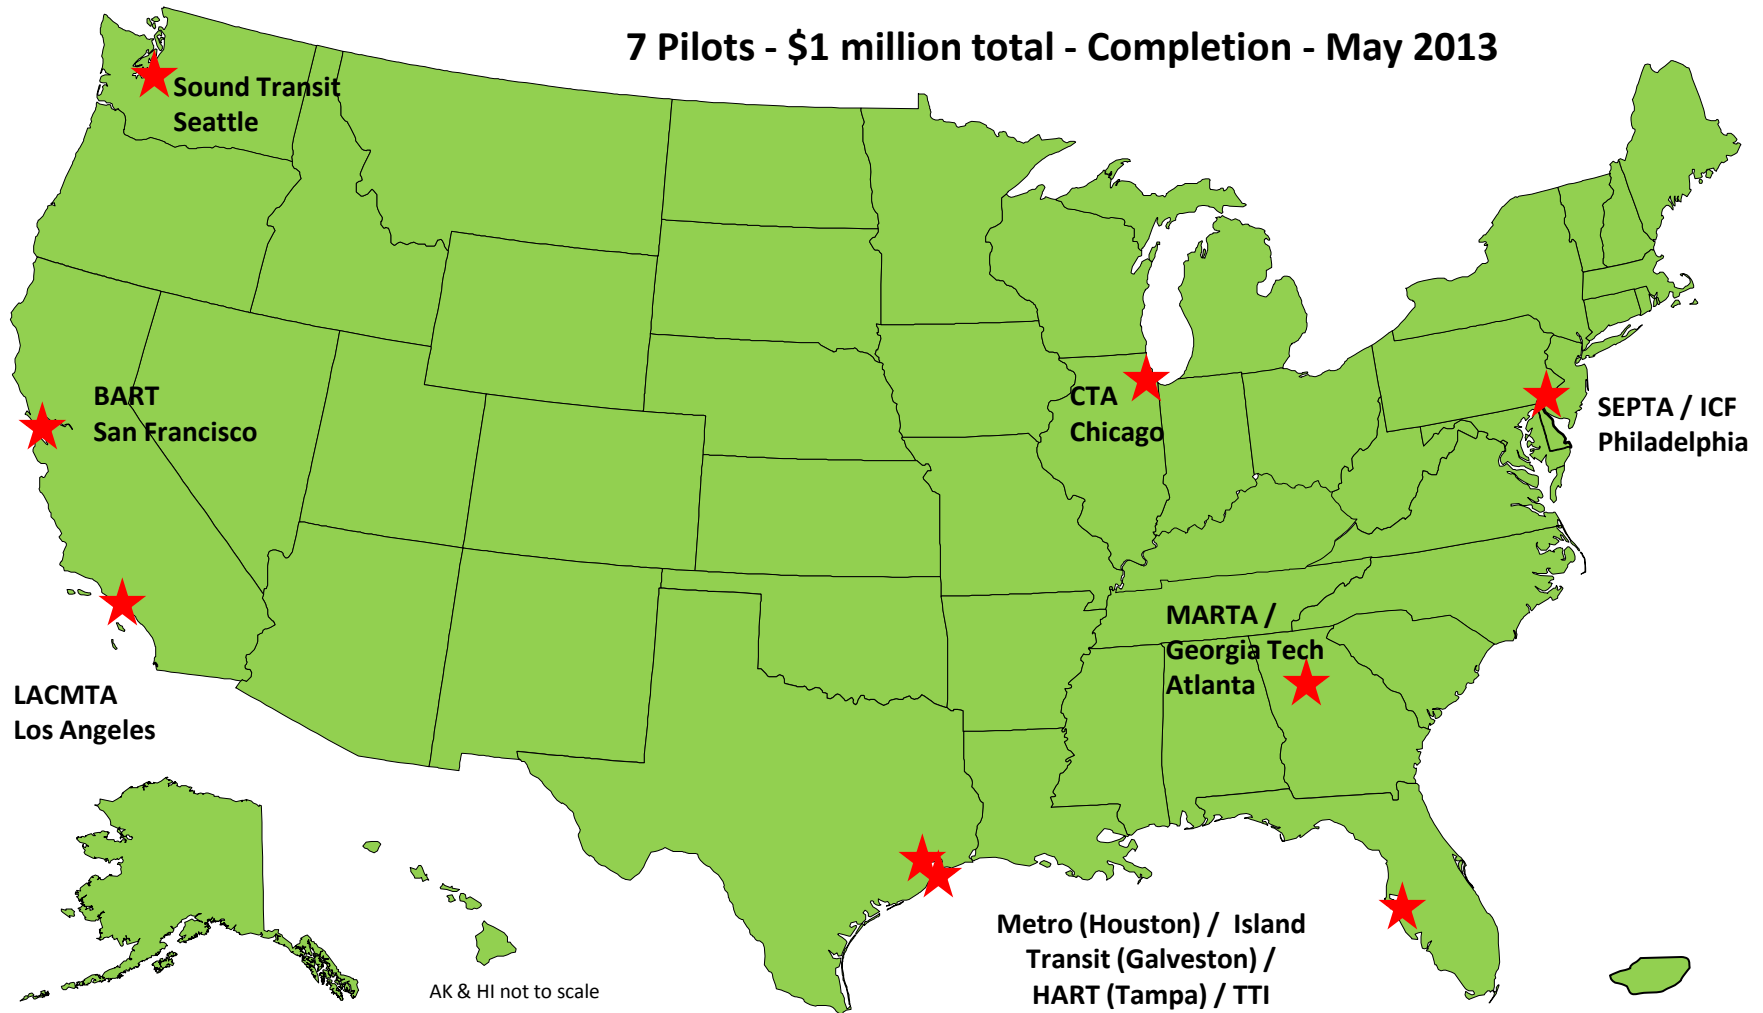 7 Pilots - $1 million total - Completion - May 2013
Sound Transit
Seattle
BART
San Francisco
CTA
Chicago
SEPTA / ICF
Philadelphia
MARTA /
Georgia Tech
Atlanta
LACMTA
Los Angeles
Metro (Houston) / Island
Transit (Galveston) /
HART (Tampa) / TTI
AK & HI not to scale